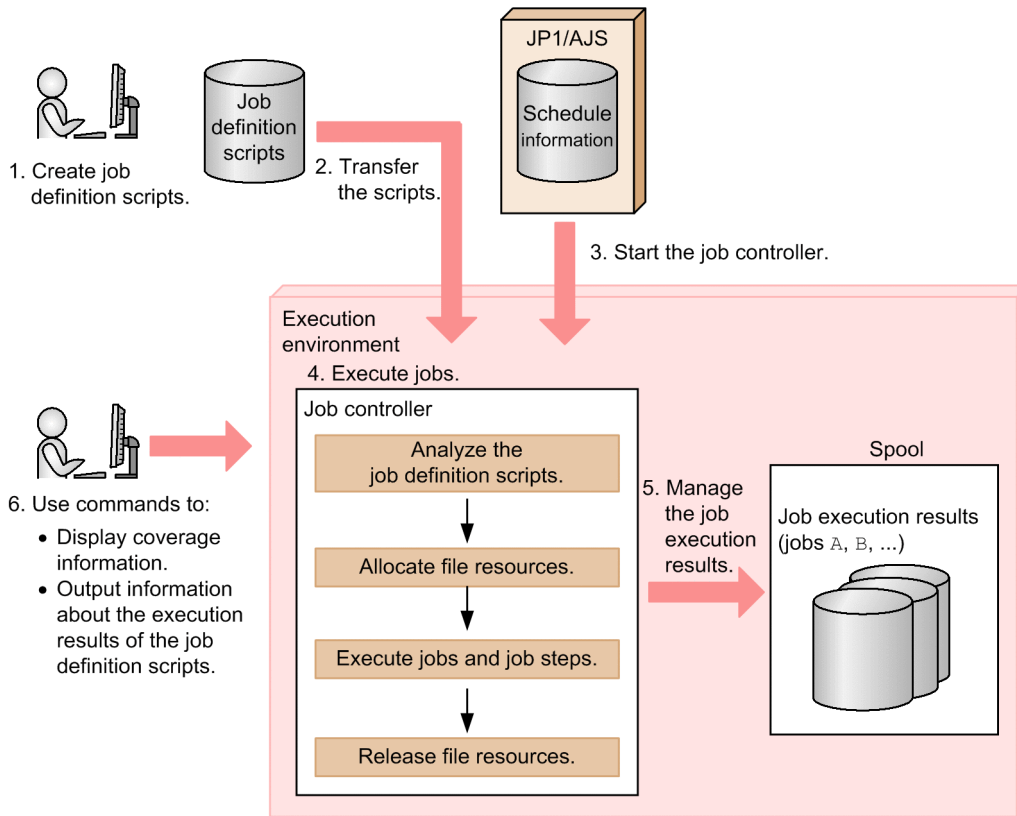 JP1/AJS
Schedule
information
Job
definition
scripts
1. Create job
definition scripts.
2. Transfer
the scripts.
3. Start the job controller.
Execution
environment
4. Execute jobs.
Job controller
Analyze the
job definition scripts.
Allocate file resources.
Execute jobs and job steps.
Release file resources.
5. Manage
the job
execution
results.
Spool
Job execution results
(jobs A, B, ...)
6. Use commands to:
• Display coverage
information.
• Output information
about the execution
results of the job
definition scripts.